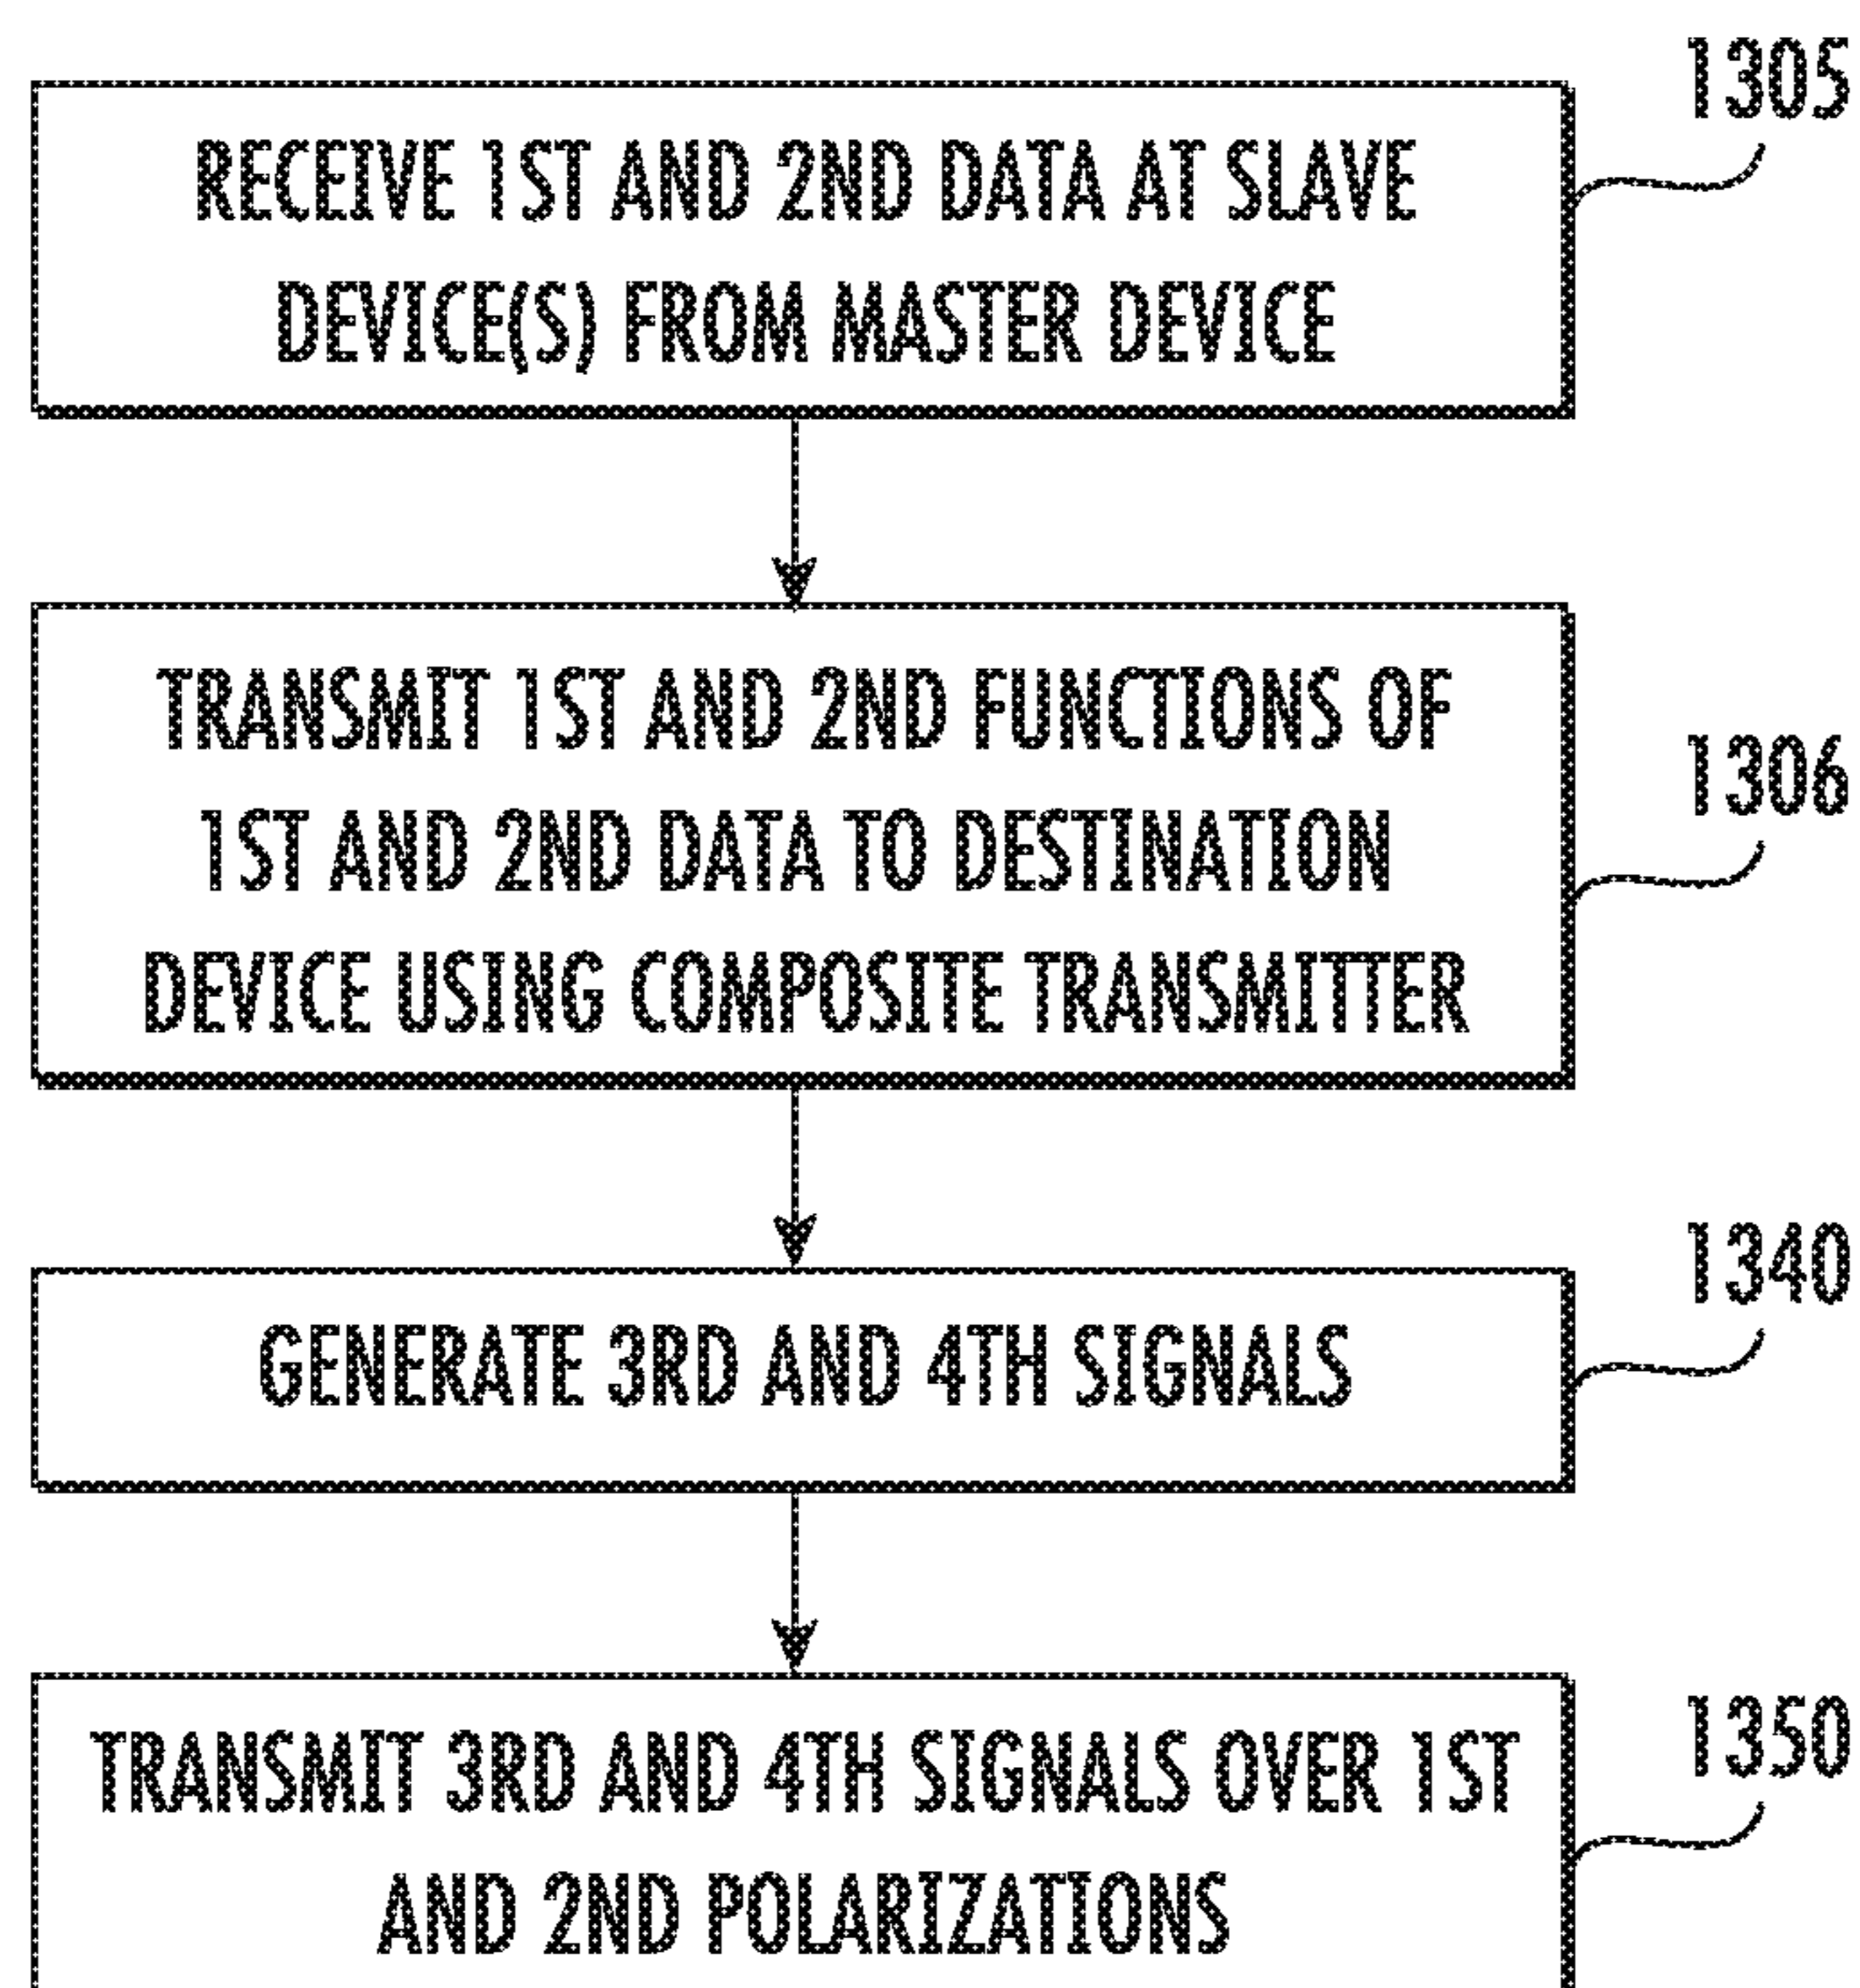 1305
RECEIVE 1ST AND 2ND DATA AT SLAVE
DEVICE(S) FROM MASTER DEVICE
TRANSMIT 1ST AND 2ND FUNCTIONS OF
1306
1ST AND 2ND DATA TO DESTINATION
DEVICE USING COMPOSITE TRANSMITTER
1340
GENERATE 3RD AND 4TH SIGNALS
1350
TRANSMIT 3RD AND 4TH SIGNALS OVER 1ST
AND 2ND POLARIZATIONS